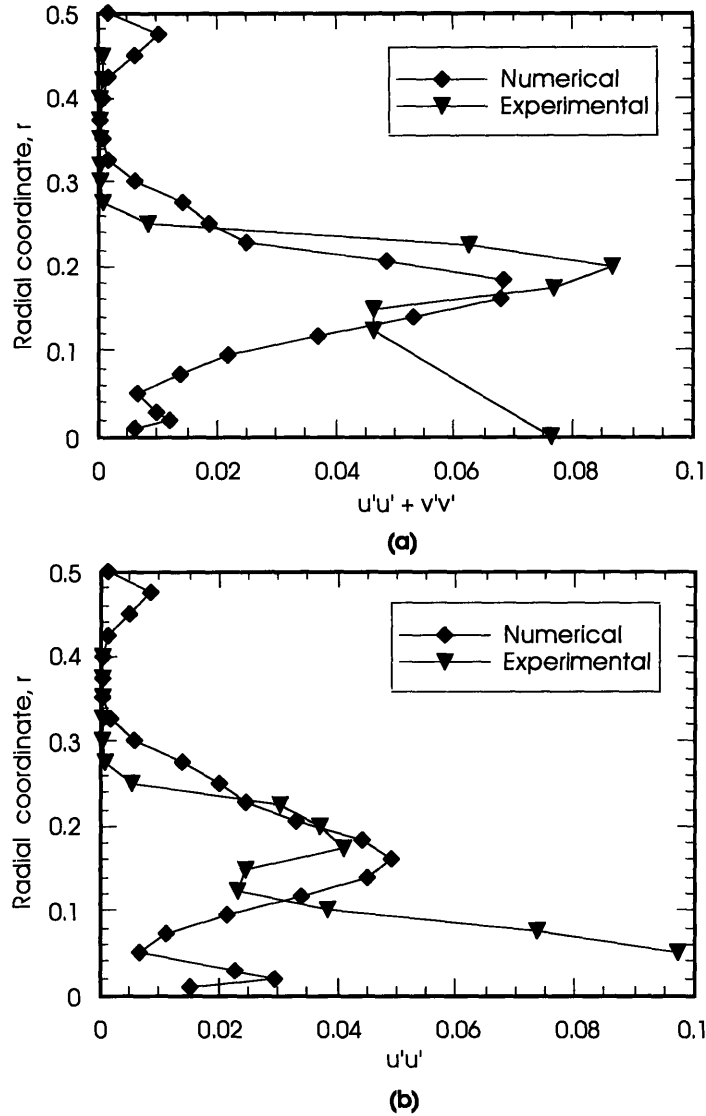 0.5
Numerical
Experimental
0.4
0.3
Radial coordinate, r
0.2
0.1
0
0 0.02 0.04 0.06 0.08 0.1
u'u' + v'v'
(a)
0.5
Numerical
Experimental
0.4
0.3
Radial coordinate, r
0.2
0.1
0
0 0.02 0.04 0.06 0.08 0.1
u'u'
(b)